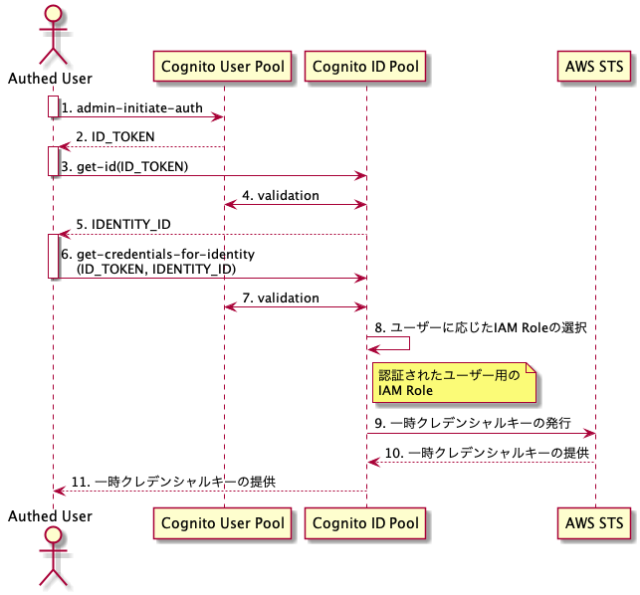 Authed User
Cognito User Pool
Cognito ID Pool
AWS STS
1. admin-initiate-auth
2. ID_TOKEN
3. get-id(ID_TOKEN)
4. validation
5. IDENTITY_ID
6. get-credentials-for-identity
(ID_TOKEN, IDENTITY_ID)
7. validation
8. ユーザーに応じたIAM Roleの選択
認証されたユーザー用の
IAM Role
9. 一時クレデンシャルキーの発行
10. 一時クレデンシャルキーの提供
11. 一時クレデンシャルキーの提供
Authed User
Cognito User Pool
Cognito ID Pool
AWS STS